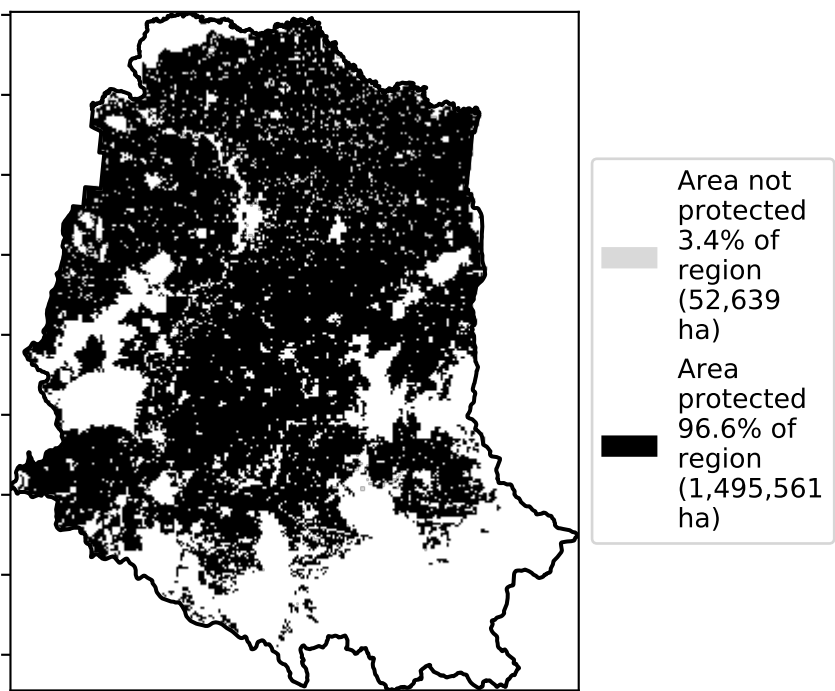 Area not
protected
3.4% of
region
(52,639
ha)
Area
protected
96.6% of
region
(1,495,561
ha)